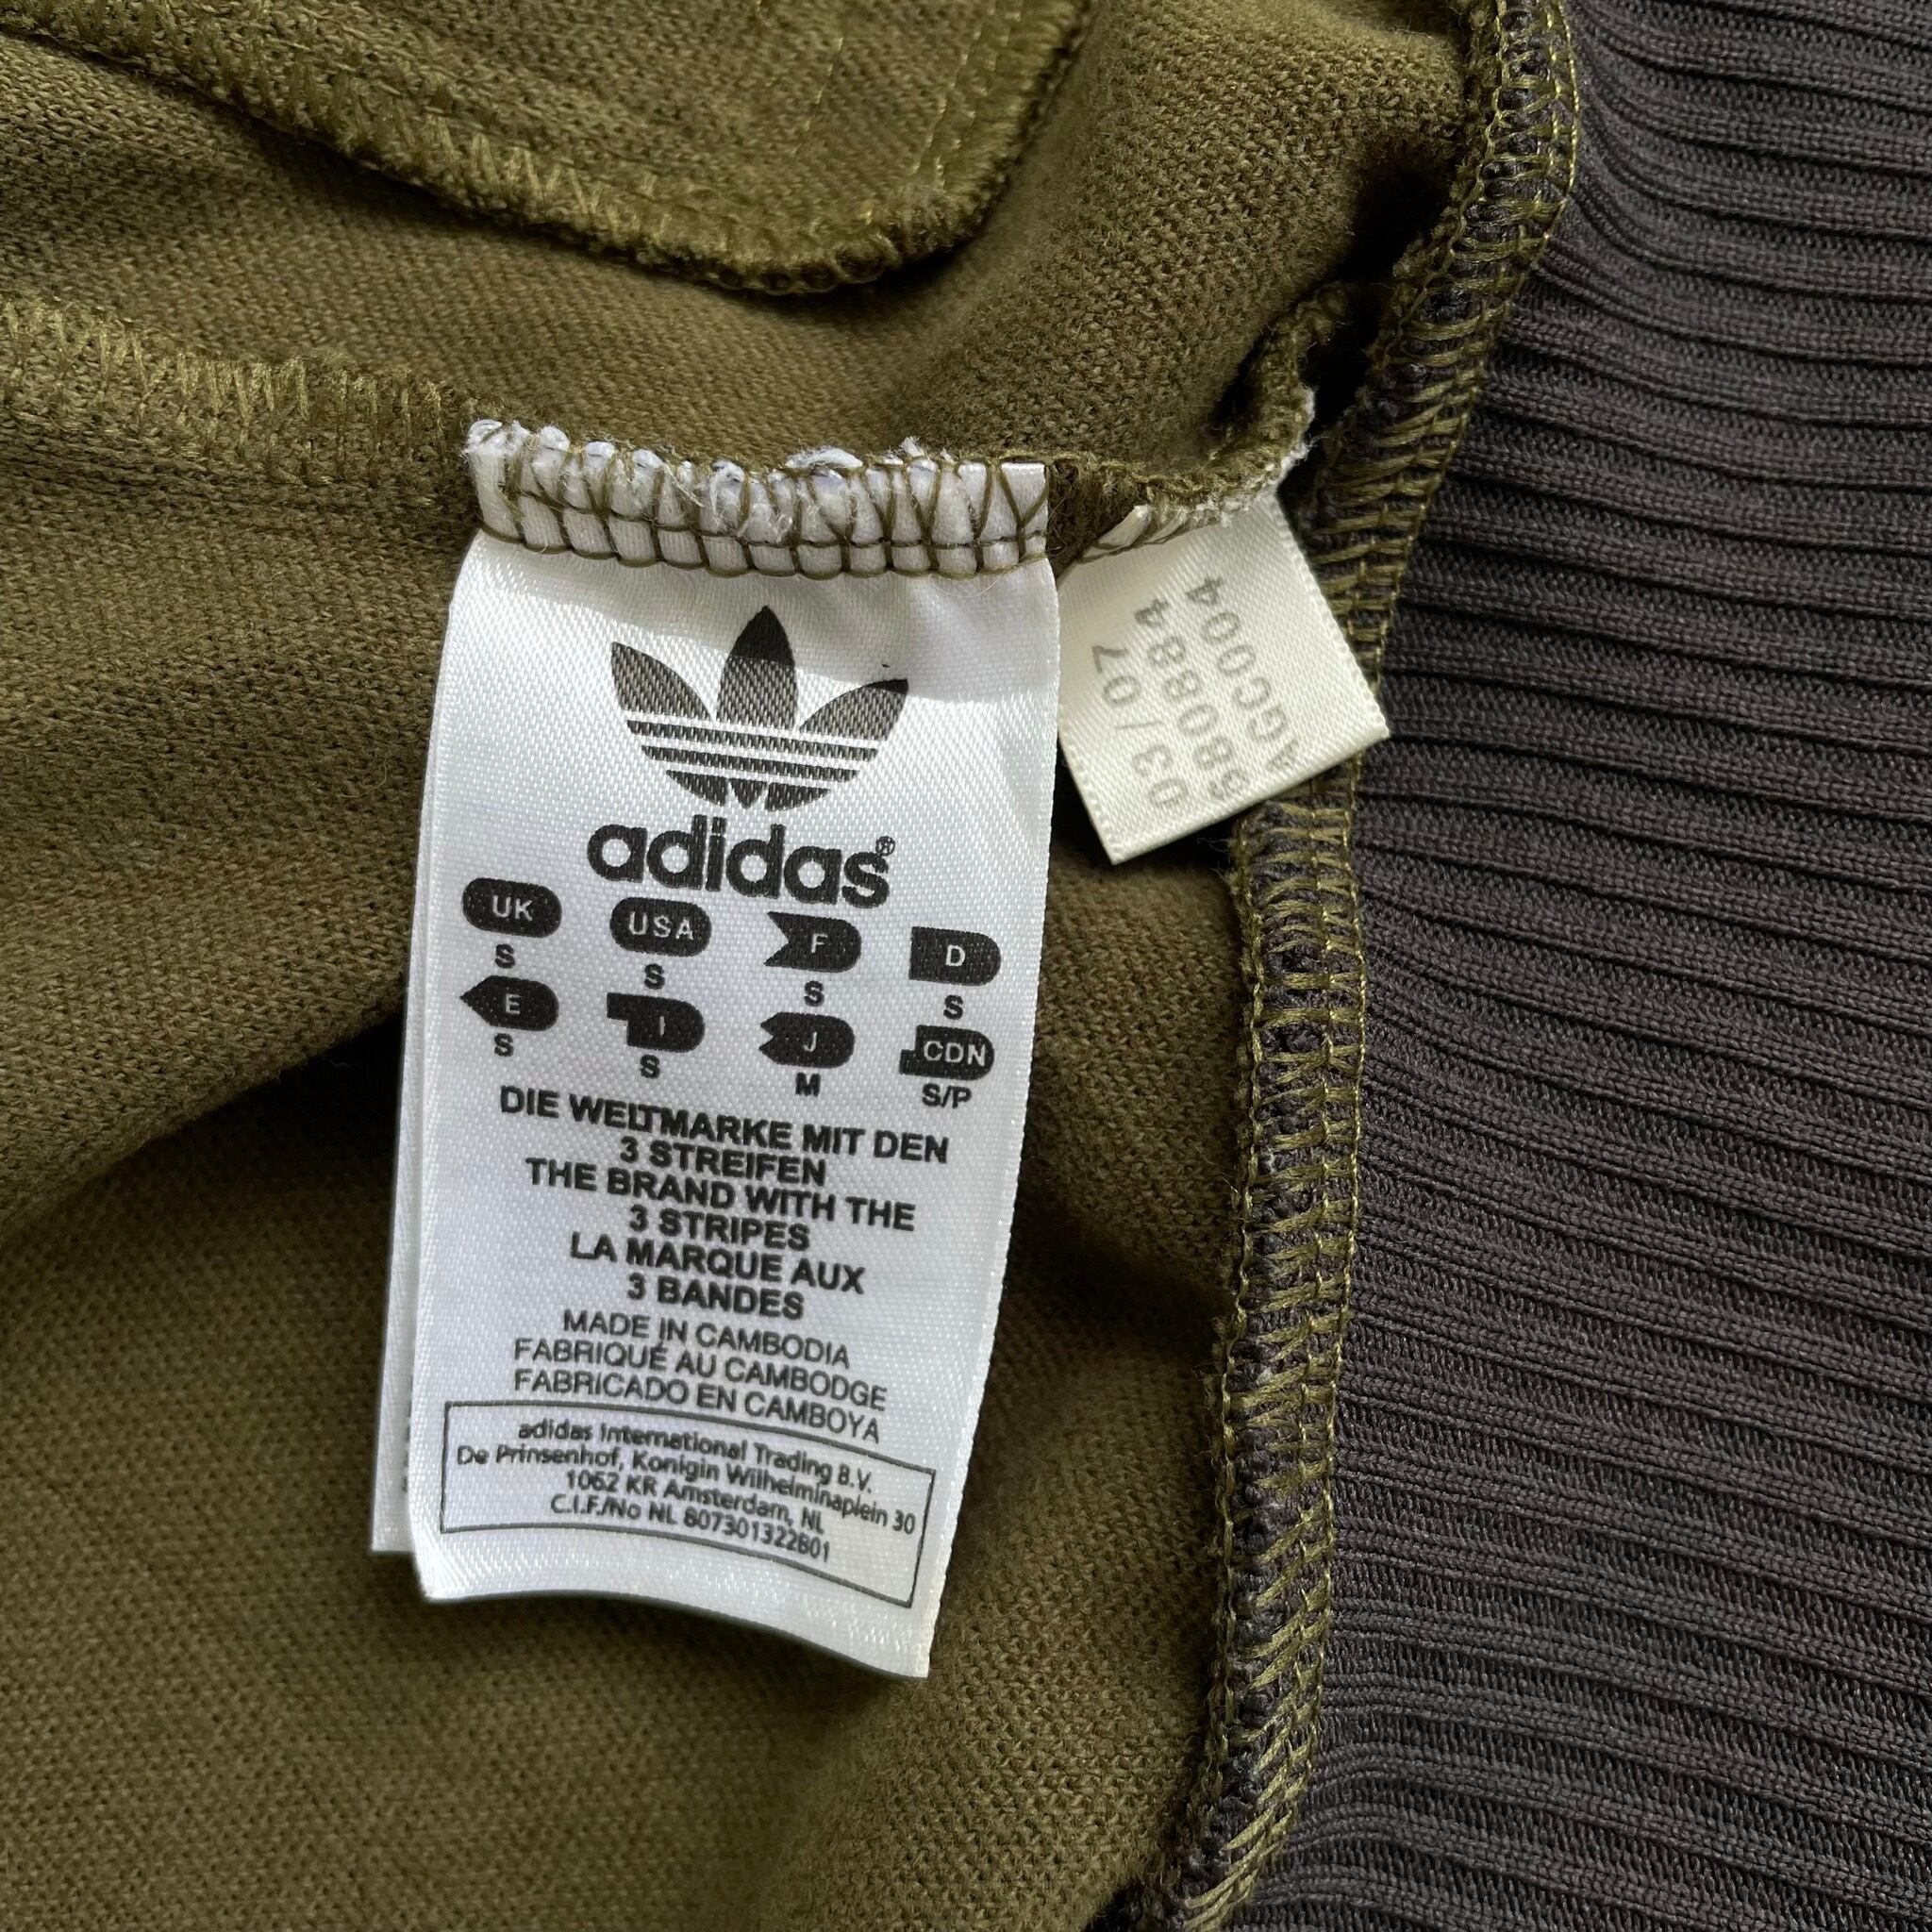 adidas®
UK USA F D
S S S S
E I J CDN
S S M S/P
DIE WELTMARKE MIT DEN
3 STREIFEN
THE BRAND WITH THE
3 STRIPES
LA MARQUE AUX
3 BANDES
MADE IN CAMBODIA
FABRIQUÉ AU CAMBODGE
FABRICADO EN CAMBOYA
adidas International Trading B.V.
De Prinsenhof, Konigin Wilhelminaplein 30
1062 KR Amsterdam, NL
C.I.F./No NL 807301322B01
03/07
680884
AGC004